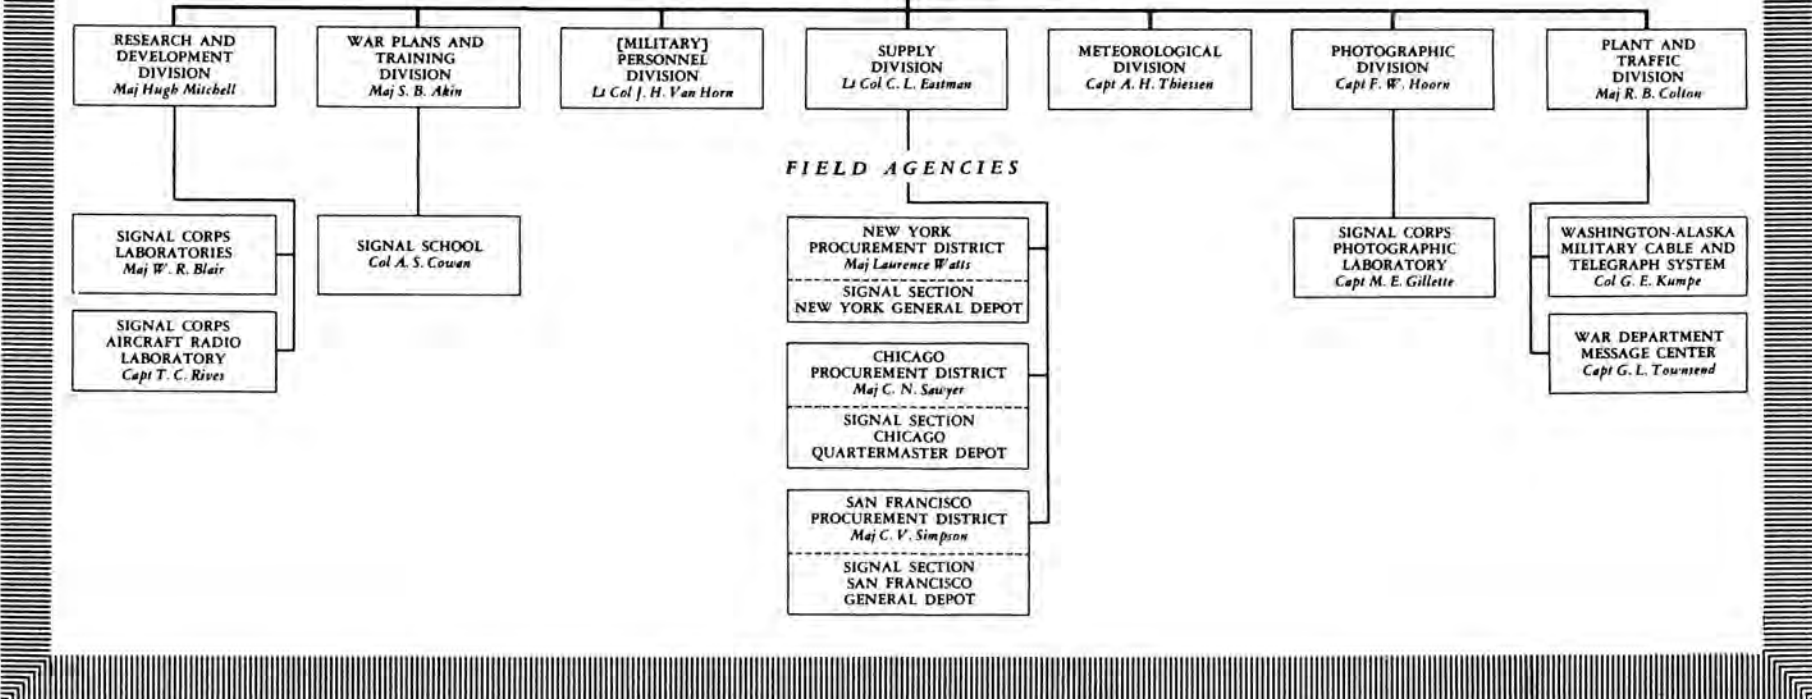 RESEARCH AND
DEVELOPMENT
DIVISION
Maj Hugh Mitchell
WAR PLANS AND
TRAINING
DIVISION
Maj S. B. Akin
[MILITARY]
PERSONNEL
DIVISION
Lt Col J. H. Van Horn
SUPPLY
DIVISION
Lt Col C. L. Eastman
METEOROLOGICAL
DIVISION
Capt A. H. Thiessen
PHOTOGRAPHIC
DIVISION
Capt F. W. Hoorn
PLANT AND
TRAFFIC
DIVISION
Maj R. B. Colton
FIELD AGENCIES
SIGNAL CORPS
LABORATORIES
Maj W. R. Blair
SIGNAL CORPS
AIRCRAFT RADIO
LABORATORY
Capt T. C. Rives
SIGNAL SCHOOL
Col A. S. Cowan
NEW YORK
PROCUREMENT DISTRICT
Maj Laurence Watts
SIGNAL SECTION
NEW YORK GENERAL DEPOT
CHICAGO
PROCUREMENT DISTRICT
Maj C. N. Sawyer
SIGNAL SECTION
CHICAGO
QUARTERMASTER DEPOT
SAN FRANCISCO
PROCUREMENT DISTRICT
Maj C. V. Simpson
SIGNAL SECTION
SAN FRANCISCO
GENERAL DEPOT
SIGNAL CORPS
PHOTOGRAPHIC
LABORATORY
Capt M. E. Gillette
WASHINGTON-ALASKA
MILITARY CABLE AND
TELEGRAPH SYSTEM
Col G. E. Kumpe
WAR DEPARTMENT
MESSAGE CENTER
Capt G. L. Townsend